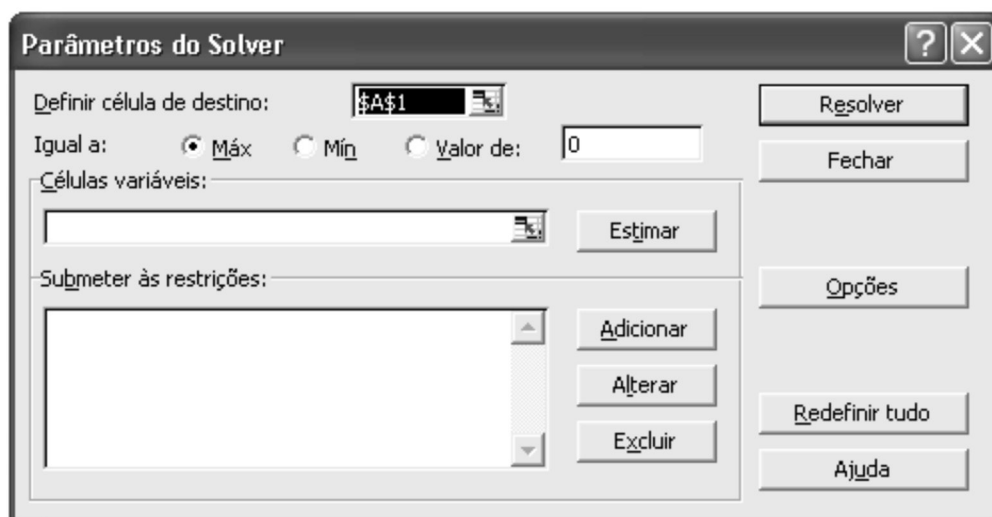 Parâmetros do Solver
Definir célula de destino: $A$1
Resolver
Igual a: Máx Mín Valor de: 0
Fechar
Células variáveis:
Estimar
Submeter às restrições:
Opções
Adicionar
Alterar
Redefinir tudo
Excluir
Ajuda